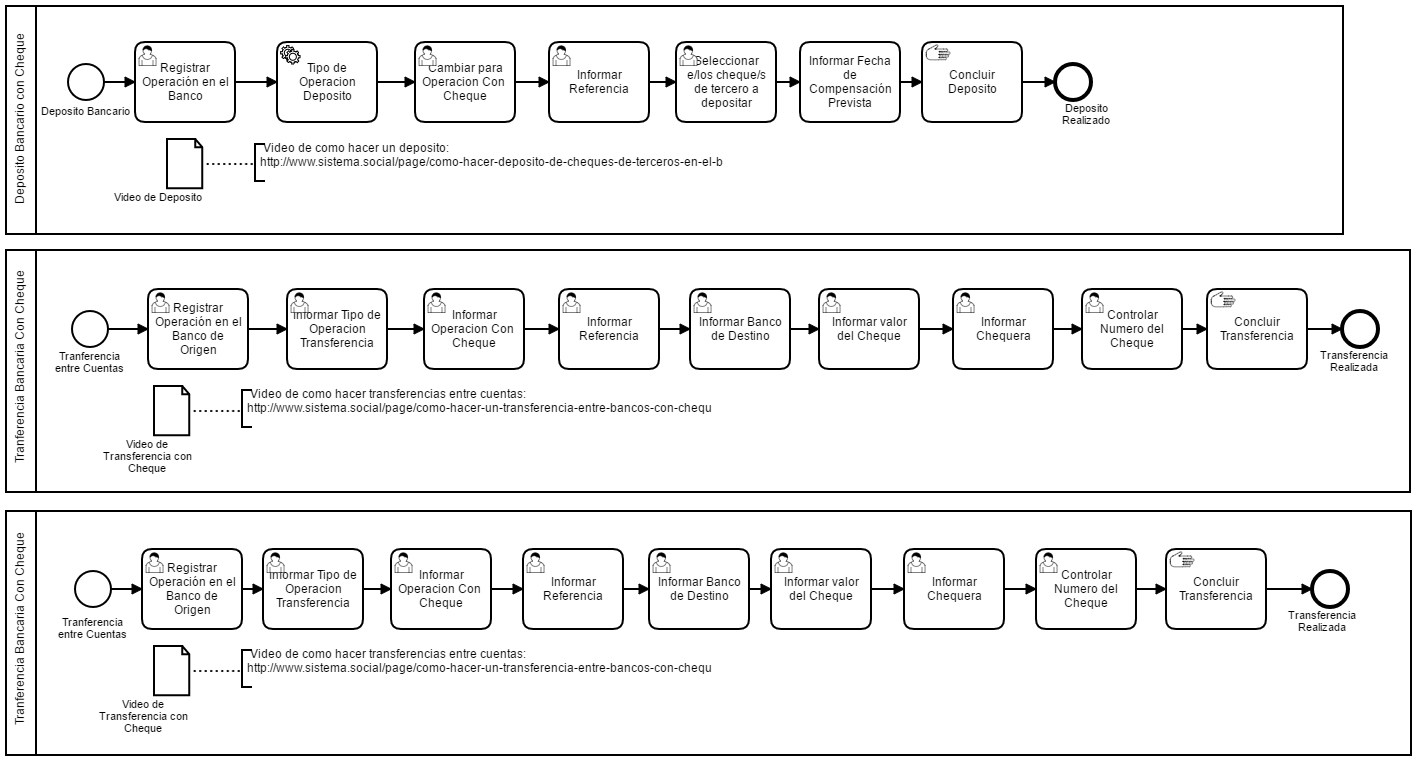 Deposito Bancario con Cheque
Deposito Bancario
Registrar
Operación en el
Banco
Tipo de
Operacion
Deposito
Cambiar para
Operacion Con
Cheque
Informar
Referencia
Seleccionar
e/los cheque/s
de tercero a
depositar
Informar Fecha
de
Compensación
Prevista
Concluir
Deposito
Deposito
Realizado
Video de Deposito
Video de como hacer un deposito:
http://www.sistema.social/page/como-hacer-deposito-de-cheques-de-terceros-en-el-b
Tranferencia Bancaria Con Cheque
Tranferencia
entre Cuentas
Registrar
Operación en el
Banco de
Origen
Informar Tipo de
Operacion
Transferencia
Informar
Operacion Con
Cheque
Informar
Referencia
Informar Banco
de Destino
Informar valor
del Cheque
Informar
Chequera
Controlar
Numero del
Cheque
Concluir
Transferencia
Transferencia
Realizada
Video de
Transferencia con
Cheque
Video de como hacer transferencias entre cuentas:
http://www.sistema.social/page/como-hacer-un-transferencia-entre-bancos-con-chequ
Tranferencia Bancaria Con Cheque
Tranferencia
entre Cuentas
Registrar
Operación en el
Banco de
Origen
Informar Tipo de
Operacion
Transferencia
Informar
Operacion Con
Cheque
Informar
Referencia
Informar Banco
de Destino
Informar valor
del Cheque
Informar
Chequera
Controlar
Numero del
Cheque
Concluir
Transferencia
Transferencia
Realizada
Video de
Transferencia con
Cheque
Video de como hacer transferencias entre cuentas:
http://www.sistema.social/page/como-hacer-un-transferencia-entre-bancos-con-chequ